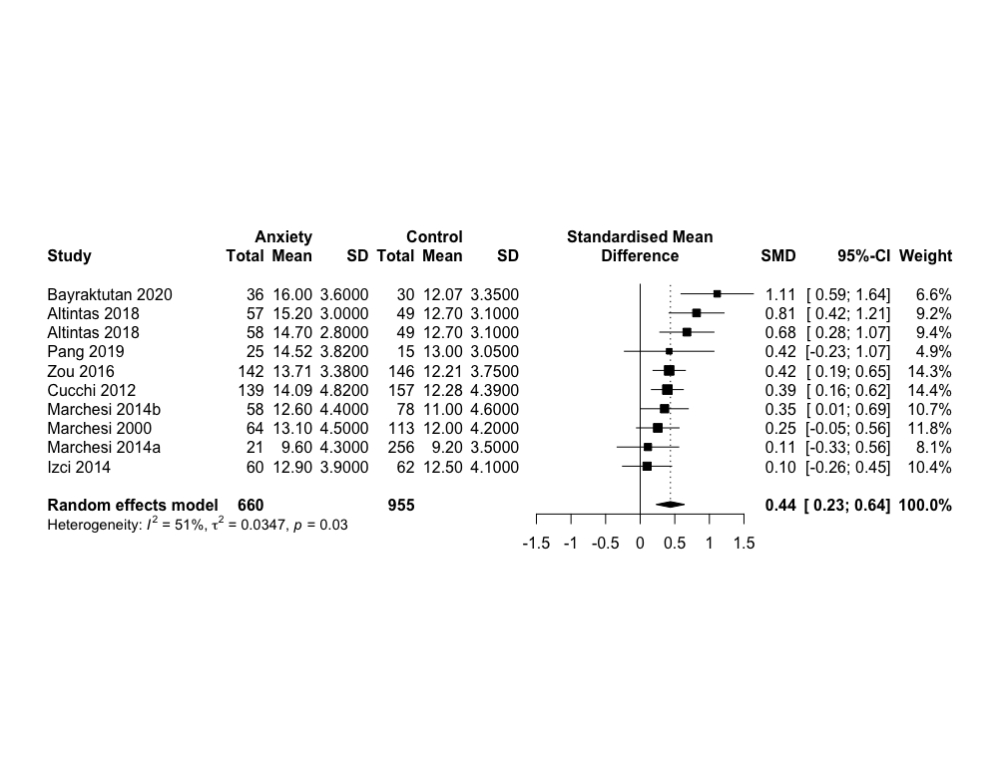 Anxiety Control Standardised Mean
Study Total Mean SD Total Mean SD Difference SMD 95%-CI Weight
Bayraktutan 2020 36 16.00 3.6000 30 12.07 3.3500 1.11 [ 0.59; 1.64] 6.6%
Altintas 2018 57 15.20 3.0000 49 12.70 3.1000 0.81 [ 0.42; 1.21] 9.2%
Altintas 2018 58 14.70 2.8000 49 12.70 3.1000 0.68 [ 0.28; 1.07] 9.4%
Pang 2019 25 14.52 3.8200 15 13.00 3.0500 0.42 [-0.23; 1.07] 4.9%
Zou 2016 142 13.71 3.3800 146 12.21 3.7500 0.42 [ 0.19; 0.65] 14.3%
Cucchi 2012 139 14.09 4.8200 157 12.28 4.3900 0.39 [ 0.16; 0.62] 14.4%
Marchesi 2014b 58 12.60 4.4000 78 11.00 4.6000 0.35 [ 0.01; 0.69] 10.7%
Marchesi 2000 64 13.10 4.5000 113 12.00 4.2000 0.25 [-0.05; 0.56] 11.8%
Marchesi 2014a 21 9.60 4.3000 256 9.20 3.5000 0.11 [-0.33; 0.56] 8.1%
Izci 2014 60 12.90 3.9000 62 12.50 4.1000 0.10 [-0.26; 0.45] 10.4%
Random effects model 660 955 0.44 [ 0.23; 0.64] 100.0%
Heterogeneity: I² = 51%, τ² = 0.0347, p = 0.03
-1.5 -1 -0.5 0 0.5 1 1.5